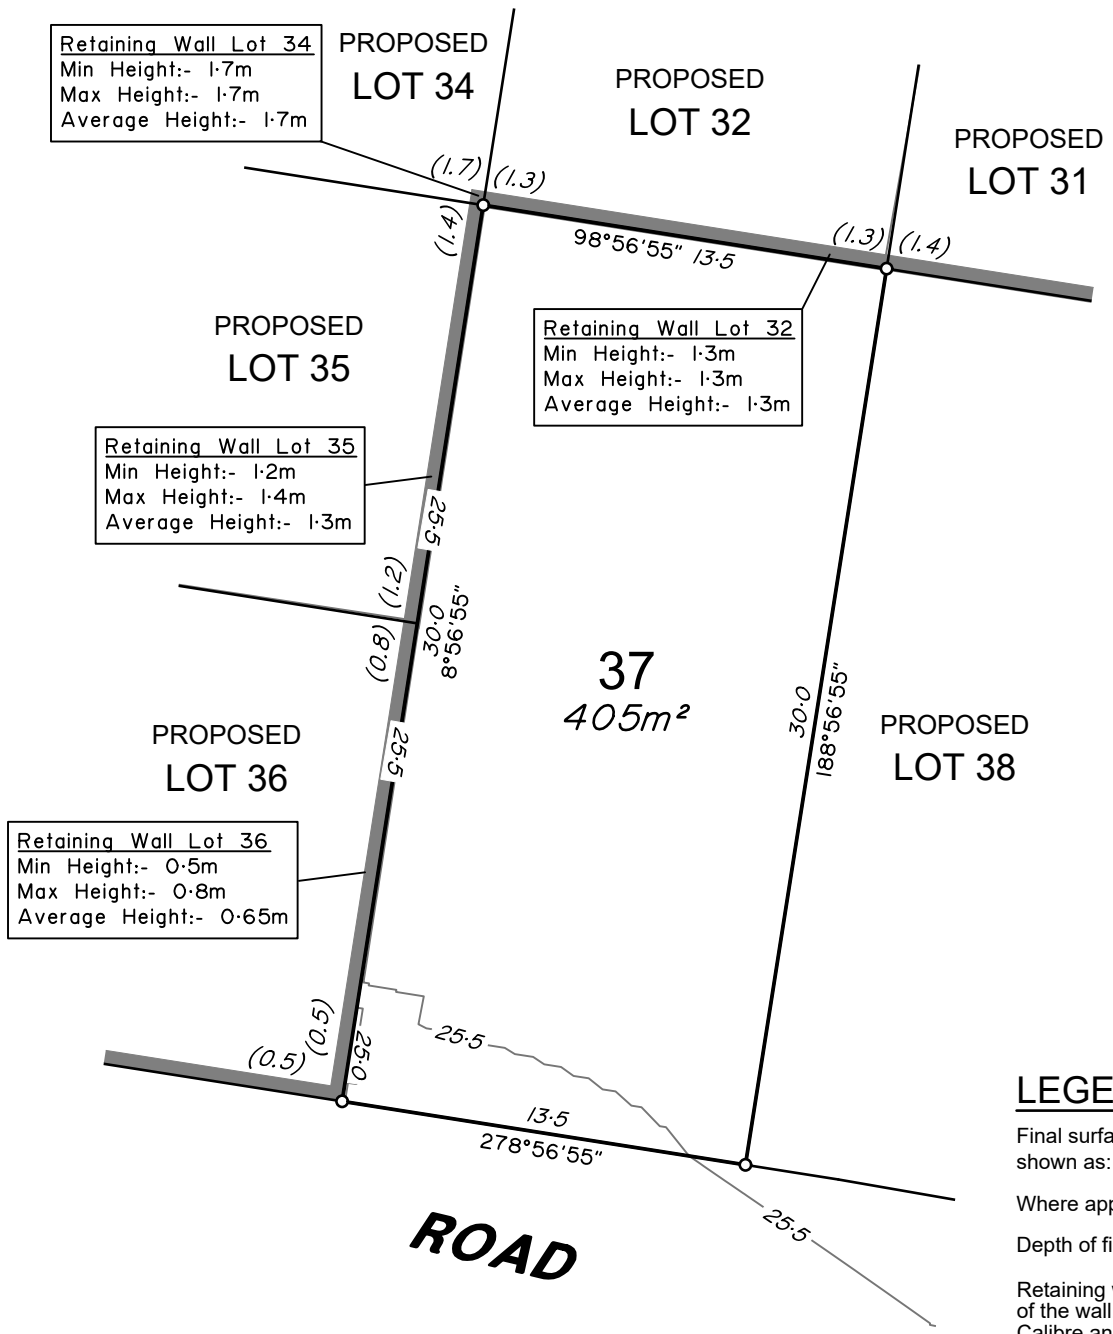 Retaining Wall Lot 34
Min Height:- 1·7m
Max Height:- 1·7m
Average Height:- 1·7m
PROPOSED
LOT 34
PROPOSED
LOT 32
PROPOSED
LOT 31
(1.7)
(1.3)
(1.4)
(1.3)
(1.4)
98°56'55" 13·5
PROPOSED
LOT 35
Retaining Wall Lot 32
Min Height:- 1·3m
Max Height:- 1·3m
Average Height:- 1·3m
Retaining Wall Lot 35
Min Height:- 1·2m
Max Height:- 1·4m
Average Height:- 1·3m
25·5
(1.2)
(0.8)
30·0
8°56'55"
37
405m²
30·0
188°56'55"
PROPOSED
LOT 36
25·5
PROPOSED
LOT 38
Retaining Wall Lot 36
Min Height:- 0·5m
Max Height:- 0·8m
Average Height:- 0·65m
(0.5)
(0.5)
25·0
25·5
13·5
278°56'55"
25·5
ROAD
LEGE
Final surfa
shown as:
Where app
Depth of fi
Retaining
of the wall
Calibre an